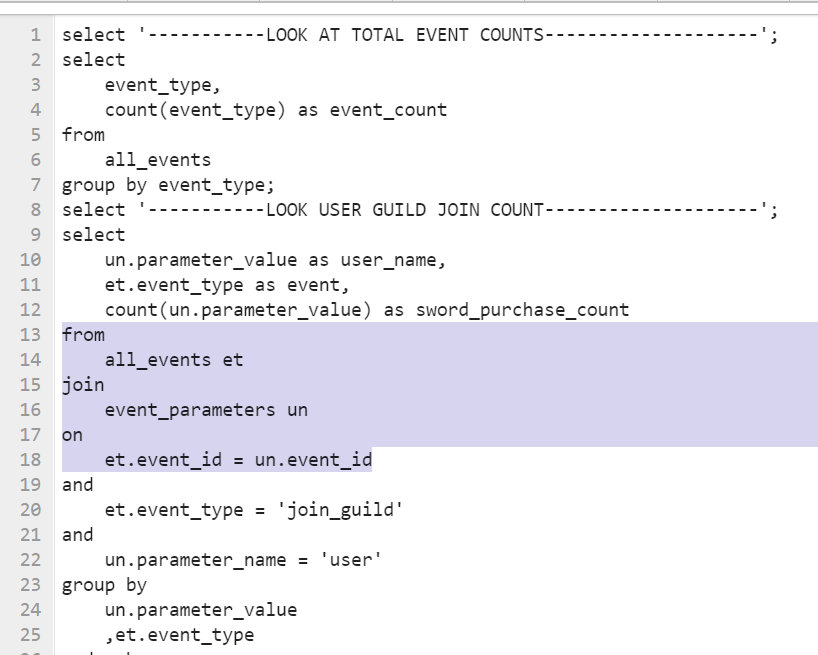 1 select '-----------LOOK AT TOTAL EVENT COUNTS--------------------';
2 select
3     event_type,
4     count(event_type) as event_count
5 from
6     all_events
7 group by event_type;
8 select '-----------LOOK USER GUILD JOIN COUNT--------------------';
9 select
10     un.parameter_value as user_name,
11     et.event_type as event,
12     count(un.parameter_value) as sword_purchase_count
13 from
14     all_events et
15 join
16     event_parameters un
17 on
18     et.event_id = un.event_id
19 and
20     et.event_type = 'join_guild'
21 and
22     un.parameter_name = 'user'
23 group by
24     un.parameter_value
25     ,et.event_type